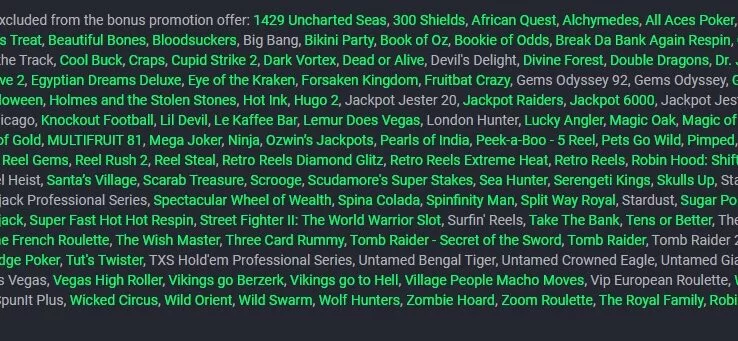 xcluded from the bonus promotion offer: 1429 Uncharted Seas, 300 Shields, African Quest, Alchymedes, All Aces Poker,
s Treat, Beautiful Bones, Bloodsuckers, Big Bang, Bikini Party, Book of Oz, Bookie of Odds, Break Da Bank Again Respin,
the Track, Cool Buck, Craps, Cupid Strike 2, Dark Vortex, Dead or Alive, Devil's Delight, Divine Forest, Double Dragons, Dr.
ve 2, Egyptian Dreams Deluxe, Eye of the Kraken, Forsaken Kingdom, Fruitbat Crazy, Gems Odyssey 92, Gems Odyssey, G
loween, Holmes and the Stolen Stones, Hot Ink, Hugo 2, Jackpot Jester 20, Jackpot Raiders, Jackpot 6000, Jackpot Jes
icago, Knockout Football, Lil Devil, Le Kaffee Bar, Lemur Does Vegas, London Hunter, Lucky Angler, Magic Oak, Magic of
of Gold, MULTIFRUIT 81, Mega Joker, Ninja, Ozwin's Jackpots, Pearls of India, Peek-a-Boo - 5 Reel, Pets Go Wild, Pimped,
Reel Gems, Reel Rush 2, Reel Steal, Retro Reels Diamond Glitz, Retro Reels Extreme Heat, Retro Reels, Robin Hood: Shift
el Heist, Santa's Village, Scarab Treasure, Scrooge, Scudamore's Super Stakes, Sea Hunter, Serengeti Kings, Skulls Up, Sta
jack Professional Series, Spectacular Wheel of Wealth, Spina Colada, Spinfinity Man, Split Way Royal, Stardust, Sugar Po
jack, Super Fast Hot Hot Respin, Street Fighter II: The World Warrior Slot, Surfin' Reels, Take The Bank, Tens or Better, The
ne French Roulette, The Wish Master, Three Card Rummy, Tomb Raider - Secret of the Sword, Tomb Raider, Tomb Raider 2
dge Poker, Tut's Twister, TXS Hold'em Professional Series, Untamed Bengal Tiger, Untamed Crowned Eagle, Untamed Gia
s Vegas, Vegas High Roller, Vikings go Berzerk, Vikings go to Hell, Village People Macho Moves, Vip European Roulette, W
SpunIt Plus, Wicked Circus, Wild Orient, Wild Swarm, Wolf Hunters, Zombie Hoard, Zoom Roulette, The Royal Family, Robi